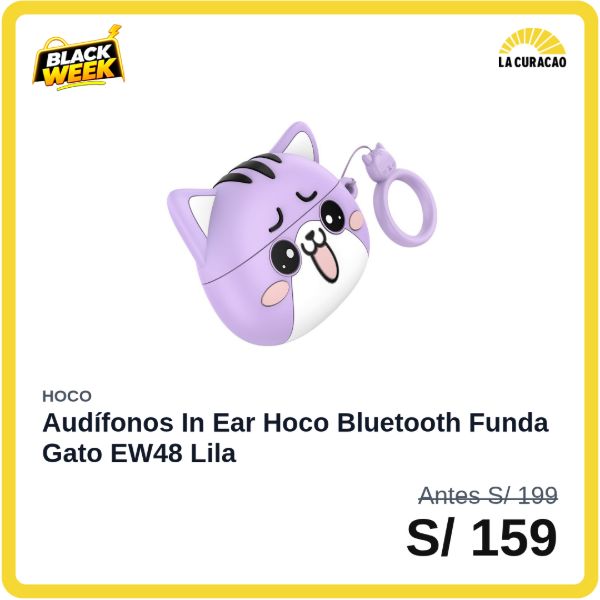 BLACK
WEEK
LA CURACAO
HOCO
Audífonos In Ear Hoco Bluetooth Funda
Gato EW48 Lila
Antes S/ 199
S/ 159